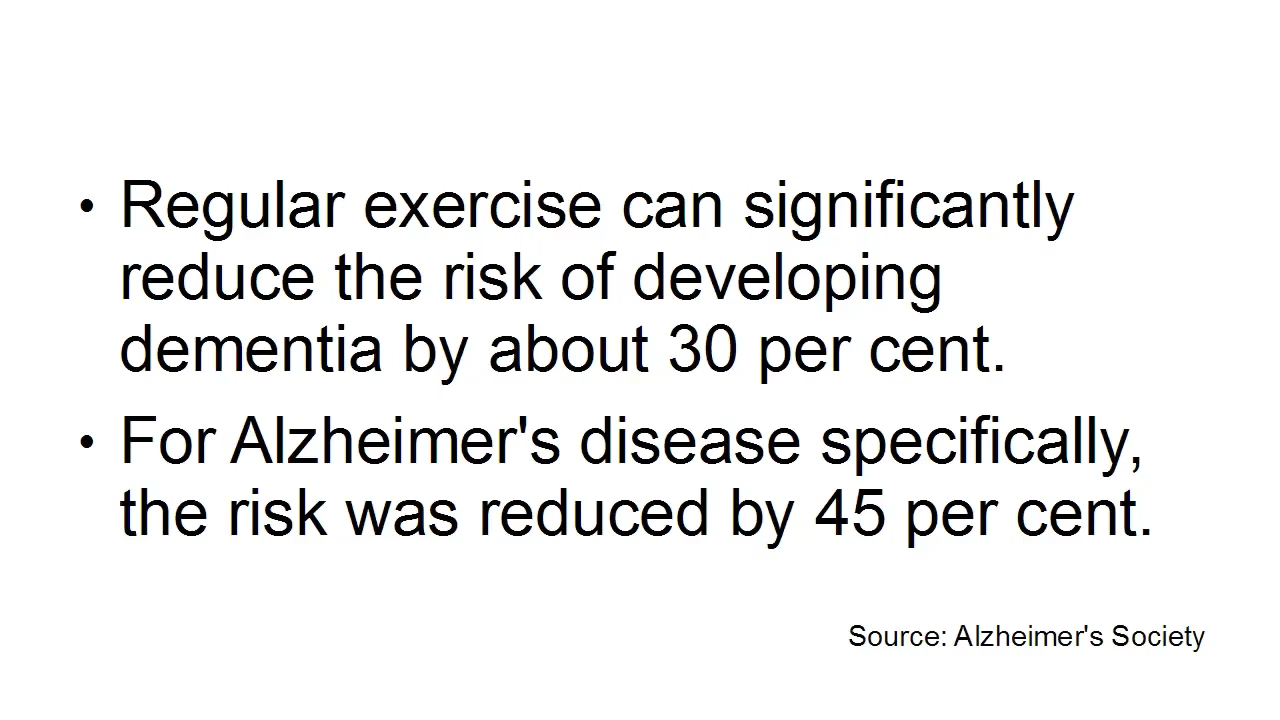 • Regular exercise can significantly
reduce the risk of developing
dementia by about 30 per cent.
• For Alzheimer's disease specifically,
the risk was reduced by 45 per cent.
Source: Alzheimer's Society